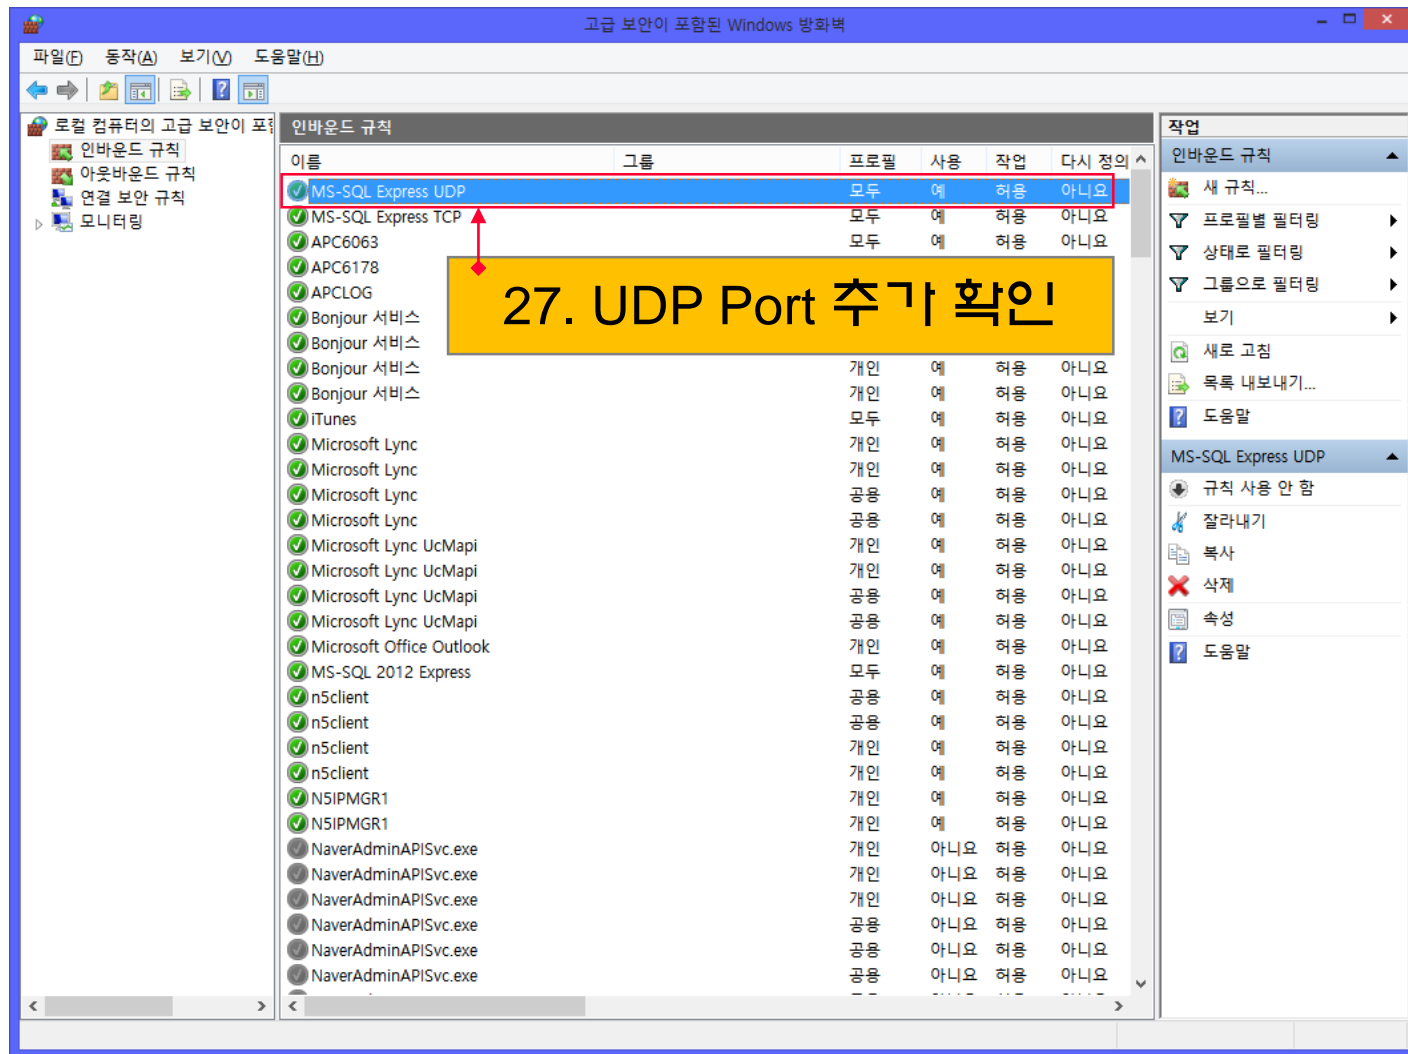 고급 보안이 포함된 Windows 방화벽
파일(F) 동작(A) 보기(V) 도움말(H)
로컬 컴퓨터의 고급 보안이 포함
인바운드 규칙
아웃바운드 규칙
연결 보안 규칙
모니터링
인바운드 규칙
이름 그룹 프로필 사용 작업 다시 정의
MS-SQL Express UDP 모두 예 허용 아니요
MS-SQL Express TCP 모두 예 허용 아니요
APC6063 모두 예 허용 아니요
APC6178
APCLOG
Bonjour 서비스
Bonjour 서비스
27. UDP Port 추가 확인
Bonjour 서비스 개인 예 허용 아니요
Bonjour 서비스 개인 예 허용 아니요
iTunes 모두 예 허용 아니요
Microsoft Lync 개인 예 허용 아니요
Microsoft Lync 개인 예 허용 아니요
Microsoft Lync 공용 예 허용 아니요
Microsoft Lync 공용 예 허용 아니요
Microsoft Lync UcMapi 개인 예 허용 아니요
Microsoft Lync UcMapi 개인 예 허용 아니요
Microsoft Lync UcMapi 공용 예 허용 아니요
Microsoft Lync UcMapi 공용 예 허용 아니요
Microsoft Office Outlook 개인 예 허용 아니요
MS-SQL 2012 Express 모두 예 허용 아니요
n5client 공용 예 허용 아니요
n5client 공용 예 허용 아니요
n5client 개인 예 허용 아니요
n5client 개인 예 허용 아니요
N5IPMGR1 개인 예 허용 아니요
N5IPMGR1 개인 예 허용 아니요
NaverAdminAPISvc.exe 개인 아니요 허용 아니요
NaverAdminAPISvc.exe 개인 아니요 허용 아니요
NaverAdminAPISvc.exe 개인 아니요 허용 아니요
NaverAdminAPISvc.exe 공용 아니요 허용 아니요
NaverAdminAPISvc.exe 공용 아니요 허용 아니요
NaverAdminAPISvc.exe 공용 아니요 허용 아니요
작업
인바운드 규칙
새 규칙...
프로필별 필터링
상태로 필터링
그룹으로 필터링
보기
새로 고침
목록 내보내기...
도움말
MS-SQL Express UDP
규칙 사용 안 함
잘라내기
복사
삭제
속성
도움말